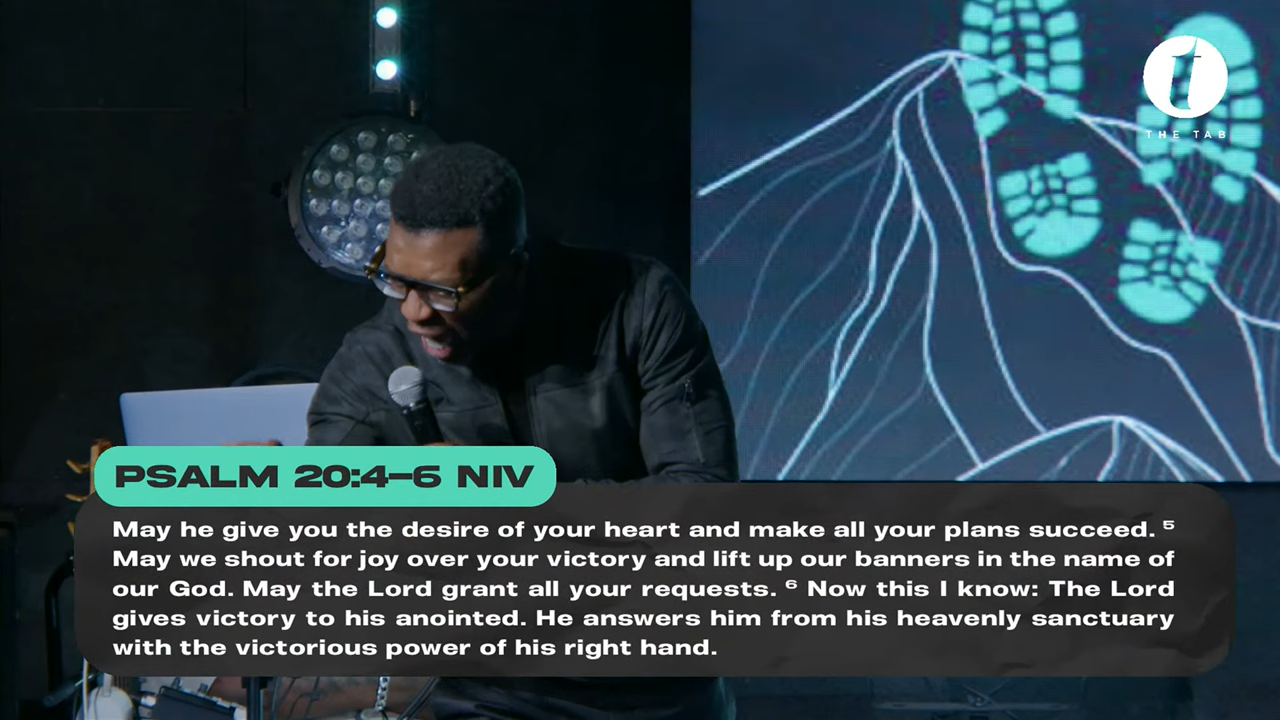 t
THE TAB
PSALM 20:4–6 NIV
May he give you the desire of your heart and make all your plans succeed. ⁵
May we shout for joy over your victory and lift up our banners in the name of
our God. May the Lord grant all your requests. ⁶ Now this I know: The Lord
gives victory to his anointed. He answers him from his heavenly sanctuary
with the victorious power of his right hand.